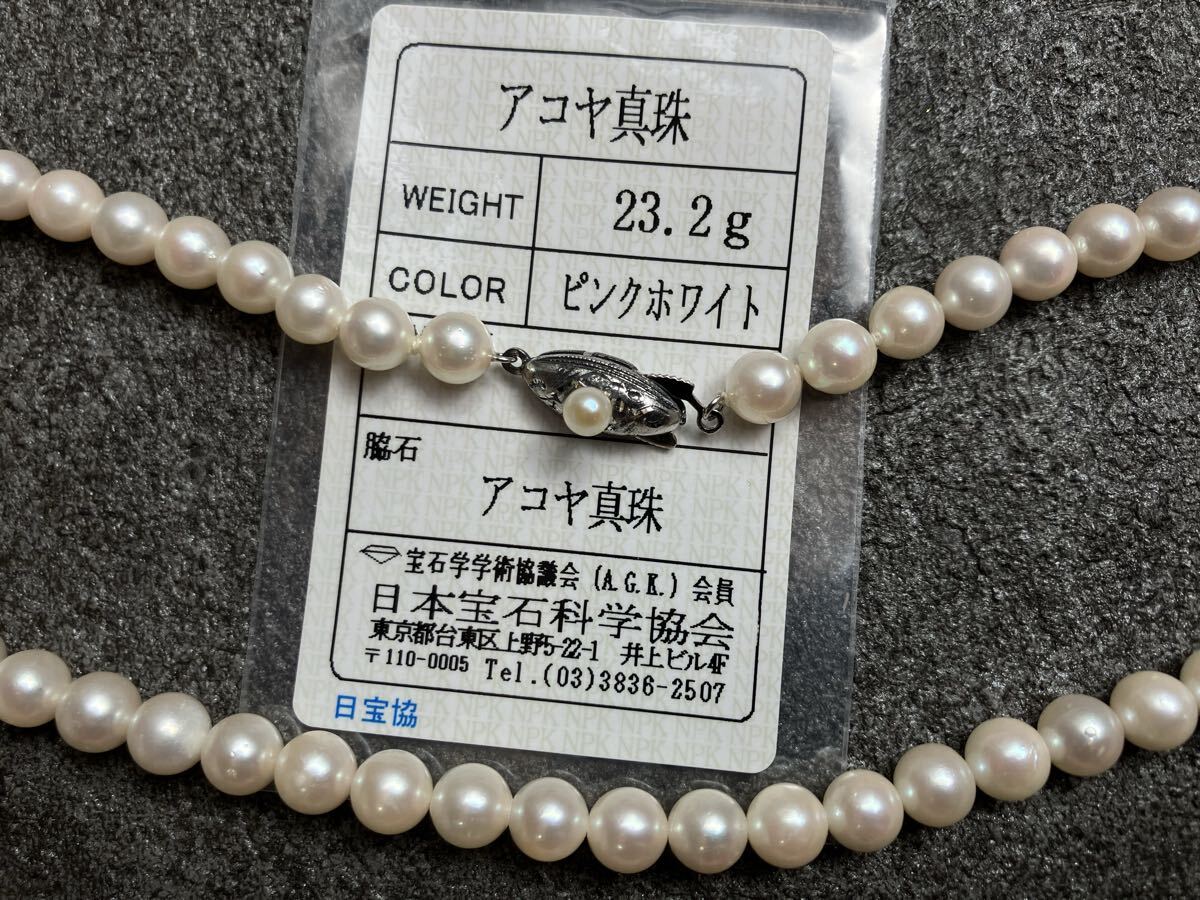 アコヤ真珠
WEIGHT 23.2g
COLOR ピンクホワイト
脇石
アコヤ真珠
宝石学学術協議会 (A.G.K.) 会員
日本宝石科学協会
東京都台東区上野5-22-1 井上ビル4F
〒110-0005 Tel.(03)3836-2507
日宝協